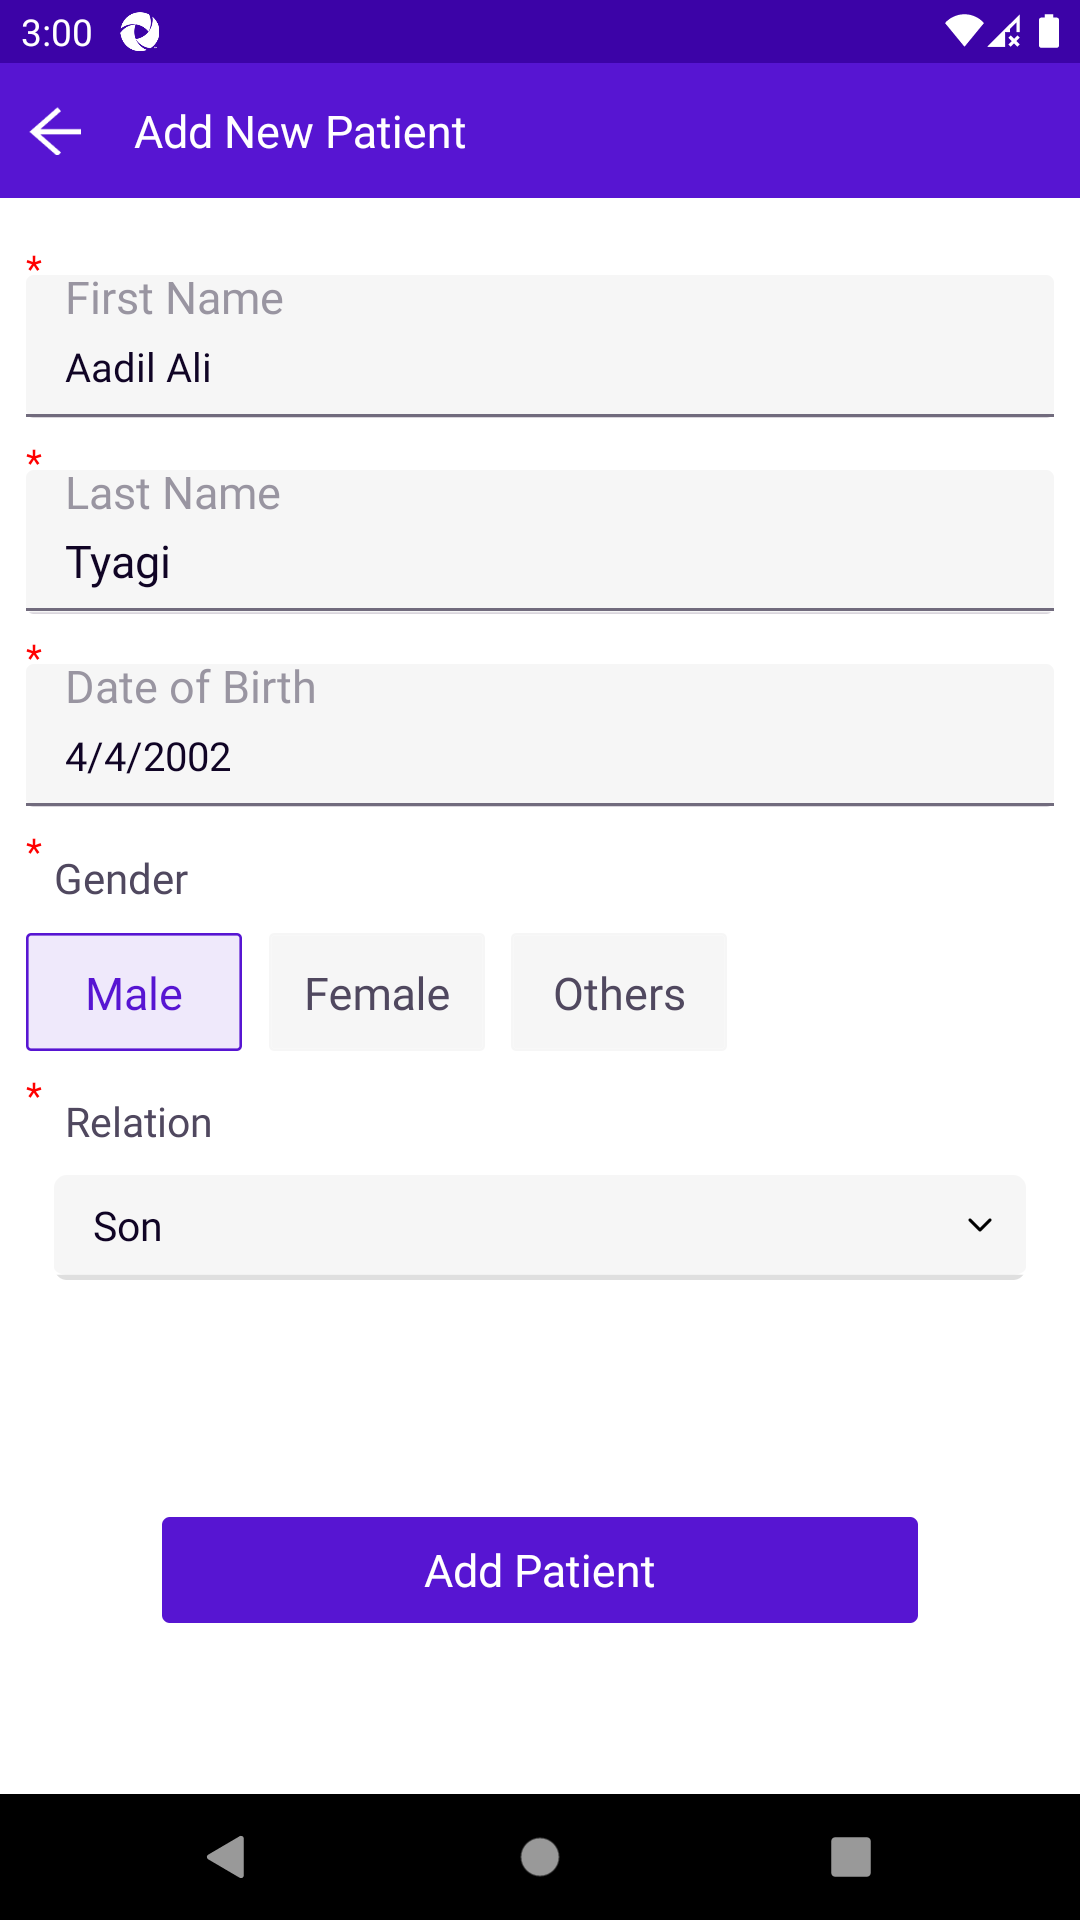 3:00
Add New Patient
*
First Name
Aadil Ali
*
Last Name
Tyagi
*
Date of Birth
4/4/2002
*
Gender
Male Female Others
*
Relation
Son
Add Patient